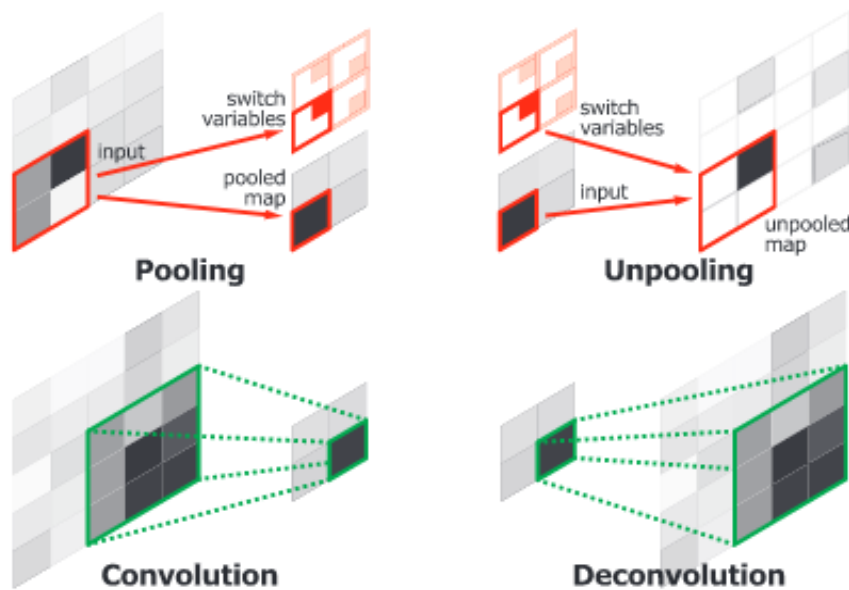 switch
variables
input
pooled
map
Pooling
switch
variables
input
unpooled
map
Unpooling
Convolution
Deconvolution